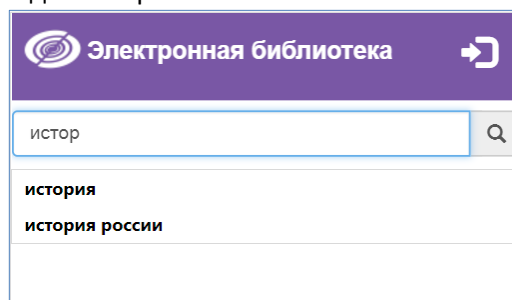 Электронная библиотека
истор
история
история россии